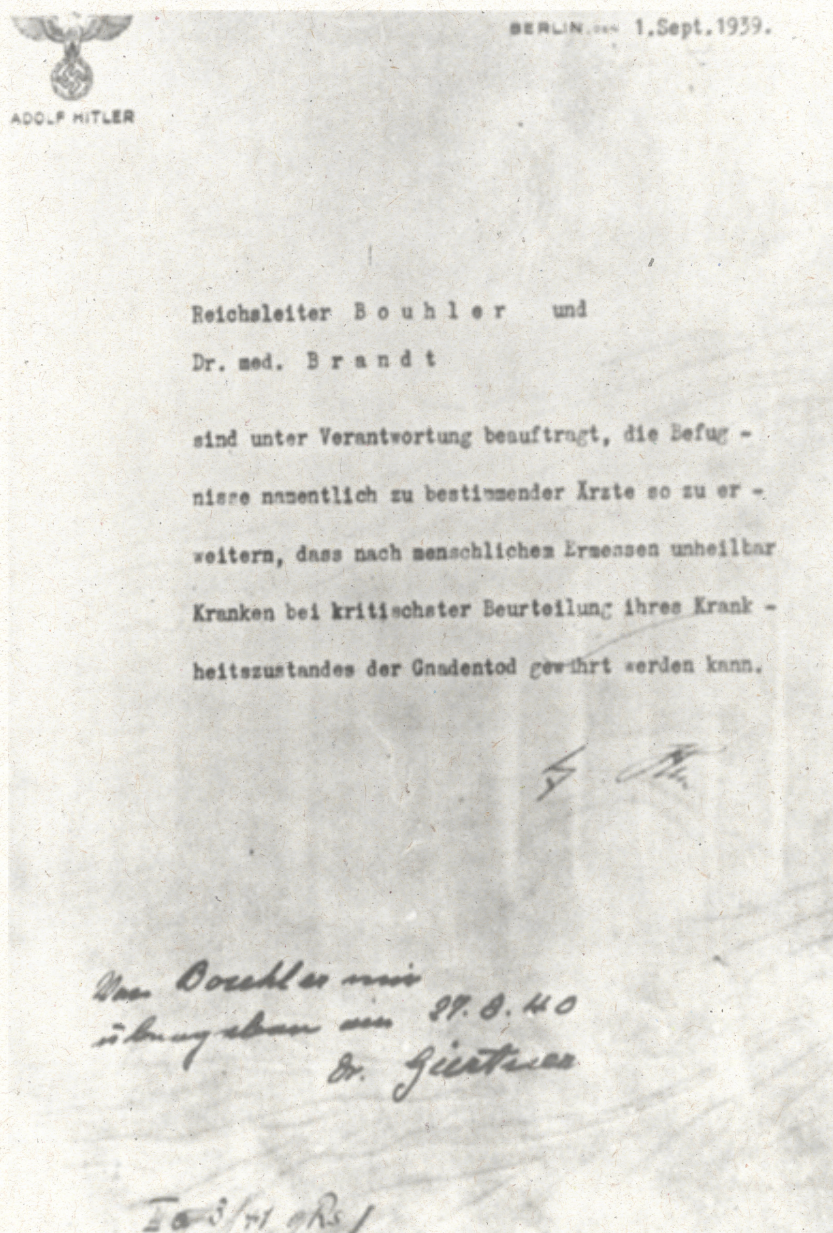 BERLIN, DEN 1.Sept.1939.
ADOLF HITLER
Reichsleiter B o u h l e r und
Dr. med. B r a n d t
sind unter Verantwortung beauftragt, die Befug -
nisse namentlich zu bestimmender Ärzte so zu er -
weitern, dass nach menschlichem Ermessen unheilbar
Kranken bei kritischster Beurteilung ihres Krank -
heitszustandes der Gnadentod gewährt werden kann.
Von Bouhler mir
übergeben am 27.8.40
Dr. Gürtner